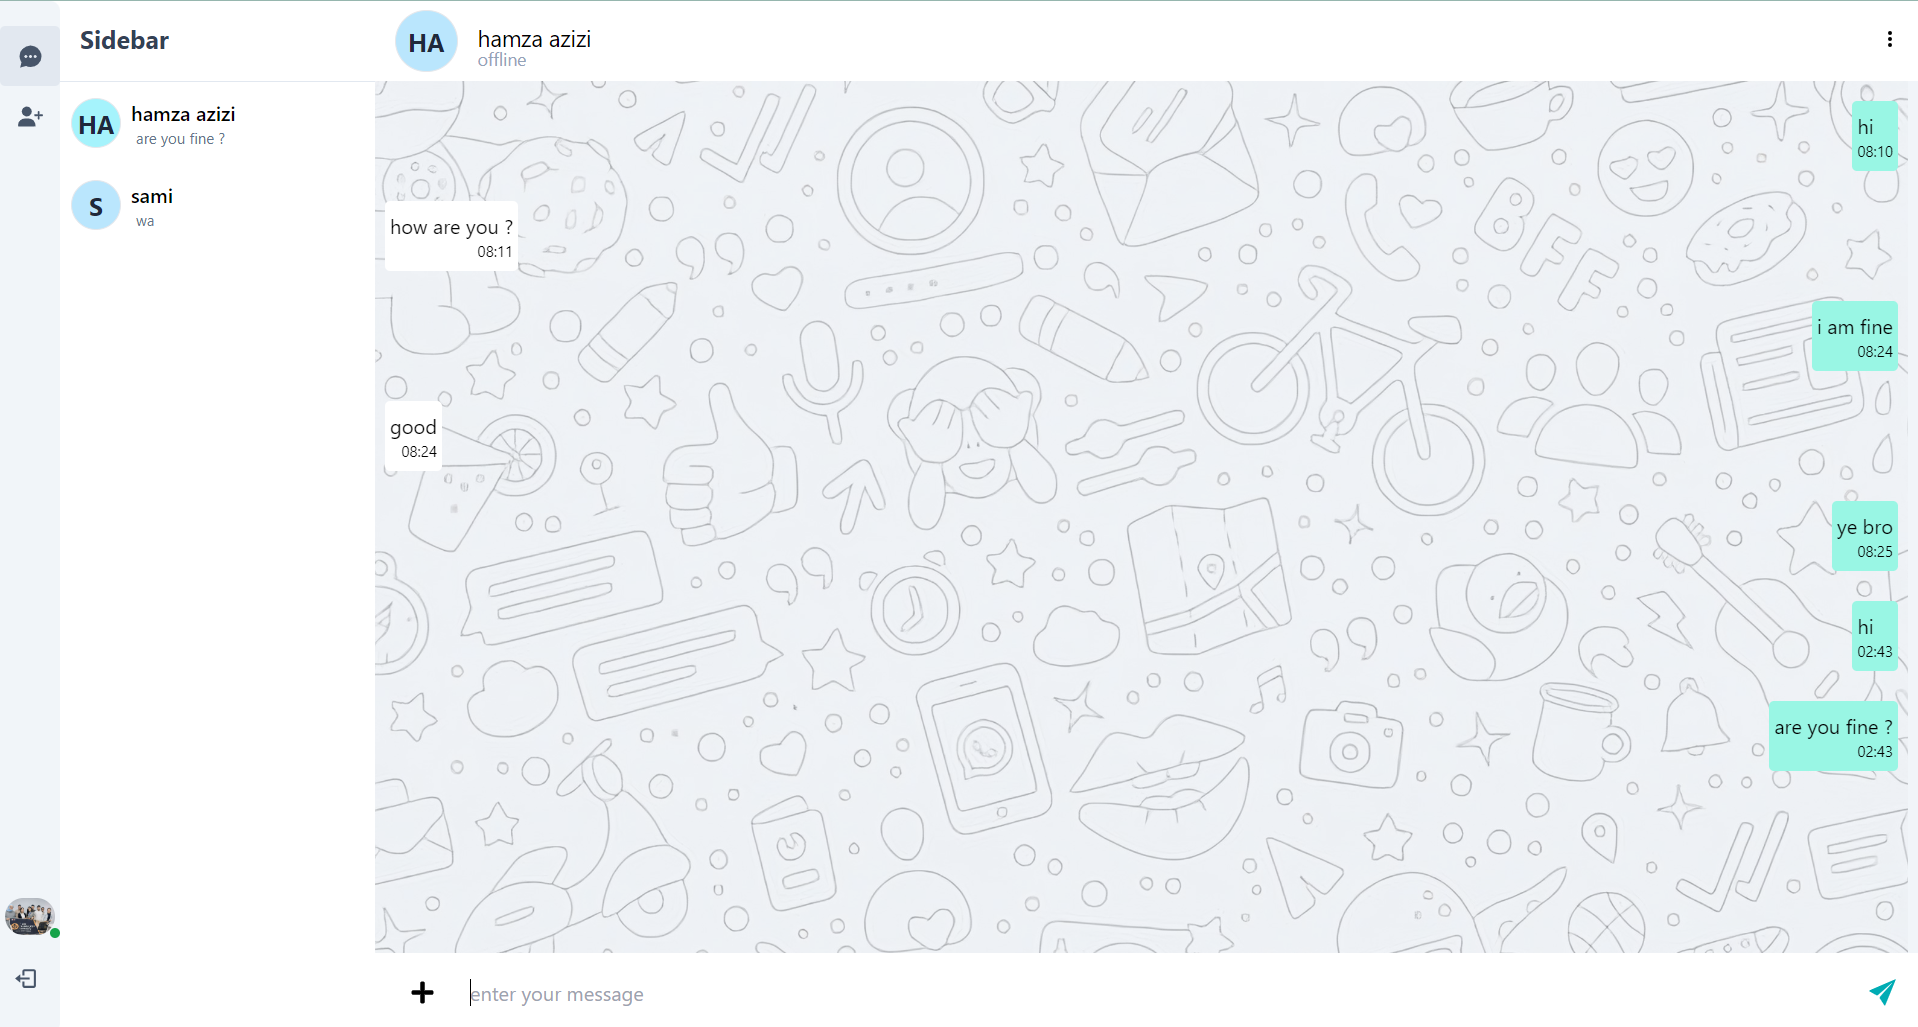 Sidebar
HA
hamza azizi
offline
HA
hamza azizi
are you fine ?
S
sami
wa
hi
08:10
how are you ?
08:11
i am fine
08:24
good
08:24
ye bro
08:25
hi
02:43
are you fine ?
02:43
BFF
enter your message